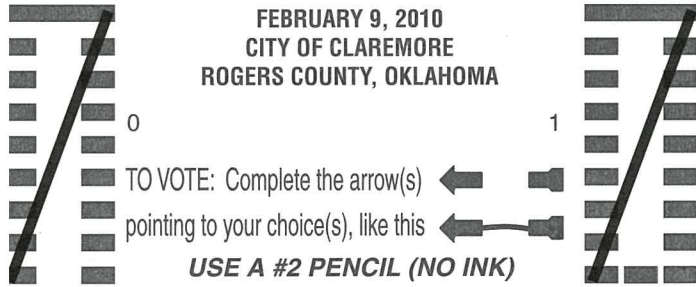 FEBRUARY 9, 2010
CITY OF CLAREMORE
ROGERS COUNTY, OKLAHOMA
0 1
TO VOTE: Complete the arrow(s)
pointing to your choice(s), like this
USE A #2 PENCIL (NO INK)